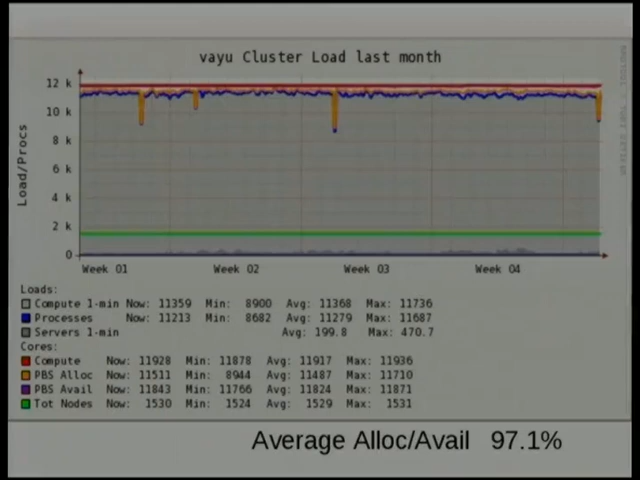 vayu Cluster Load last month
RRDTOOL / TOBI OETIKER
Load/Procs
12 k
10 k
8 k
6 k
4 k
2 k
0
Week 01 Week 02 Week 03 Week 04
Loads:
Compute 1-min Now: 11359 Min: 8900 Avg: 11368 Max: 11736
Processes Now: 11213 Min: 8682 Avg: 11279 Max: 11687
Servers 1-min Avg: 199.8 Max: 470.7
Cores:
Compute Now: 11928 Min: 11878 Avg: 11917 Max: 11936
PBS Alloc Now: 11511 Min: 8944 Avg: 11487 Max: 11710
PBS Avail Now: 11843 Min: 11766 Avg: 11824 Max: 11871
Tot Nodes Now: 1530 Min: 1524 Avg: 1529 Max: 1531
Average Alloc/Avail 97.1%